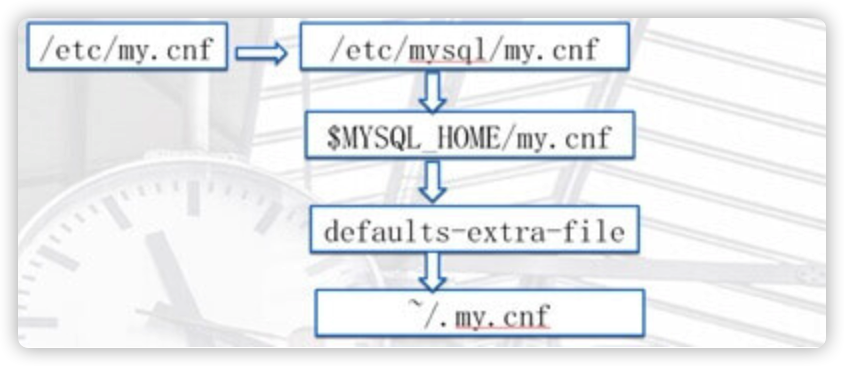 /etc/my.cnf
/etc/mysql/my.cnf
$MYSQL_HOME/my.cnf
defaults-extra-file
~/.my.cnf